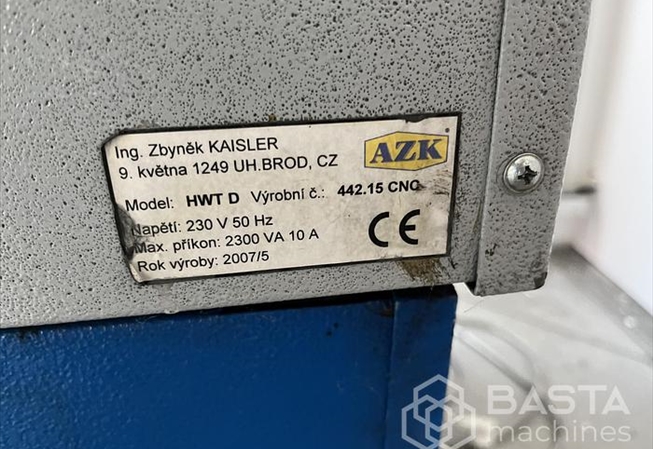 Ing. Zbyněk KAISLER
9. května 1249 UH.BROD, CZ
AZK
Model: HWT D Výrobní č.: 442.15 CNC
Napětí: 230 V 50 Hz
Max. příkon: 2300 VA 10 A
Rok výroby: 2007/5
CE
BASTA
machines